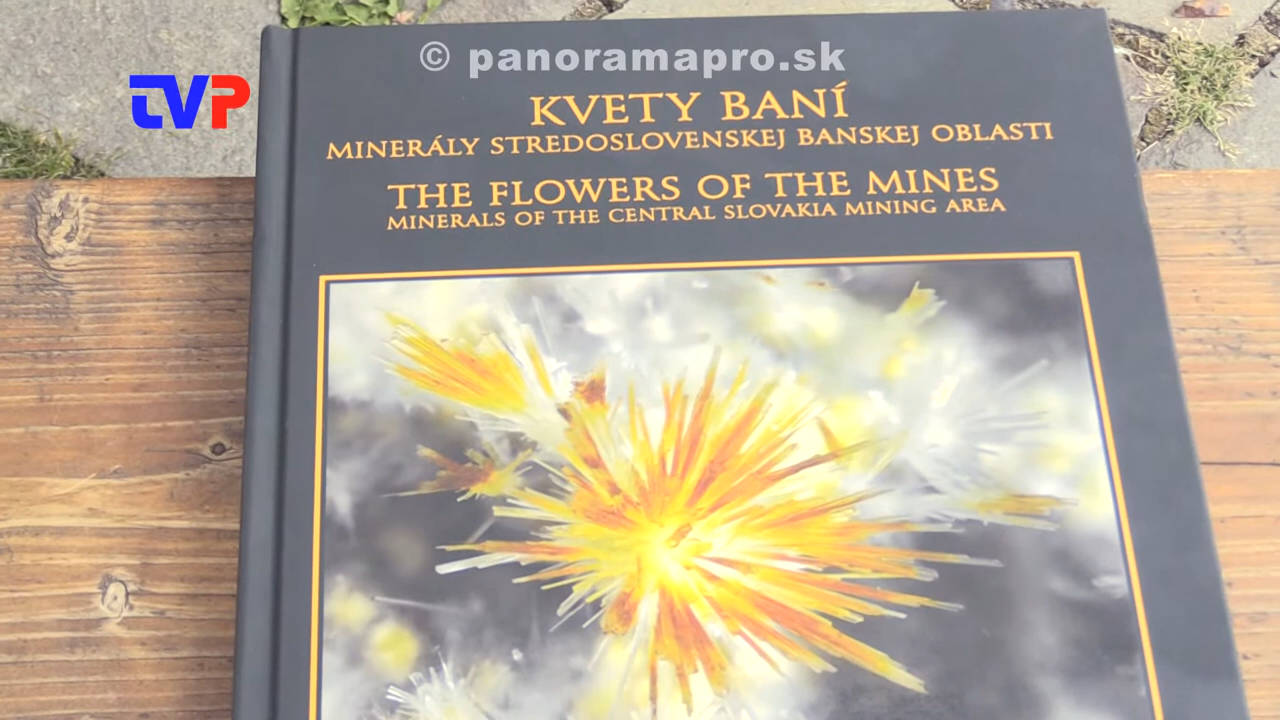 © panoramapro.sk
TVP
KVETY BANÍ
MINERÁLY STREDOSLOVENSKEJ BANSKEJ OBLASTI
THE FLOWERS OF THE MINES
MINERALS OF THE CENTRAL SLOVAKIA MINING AREA